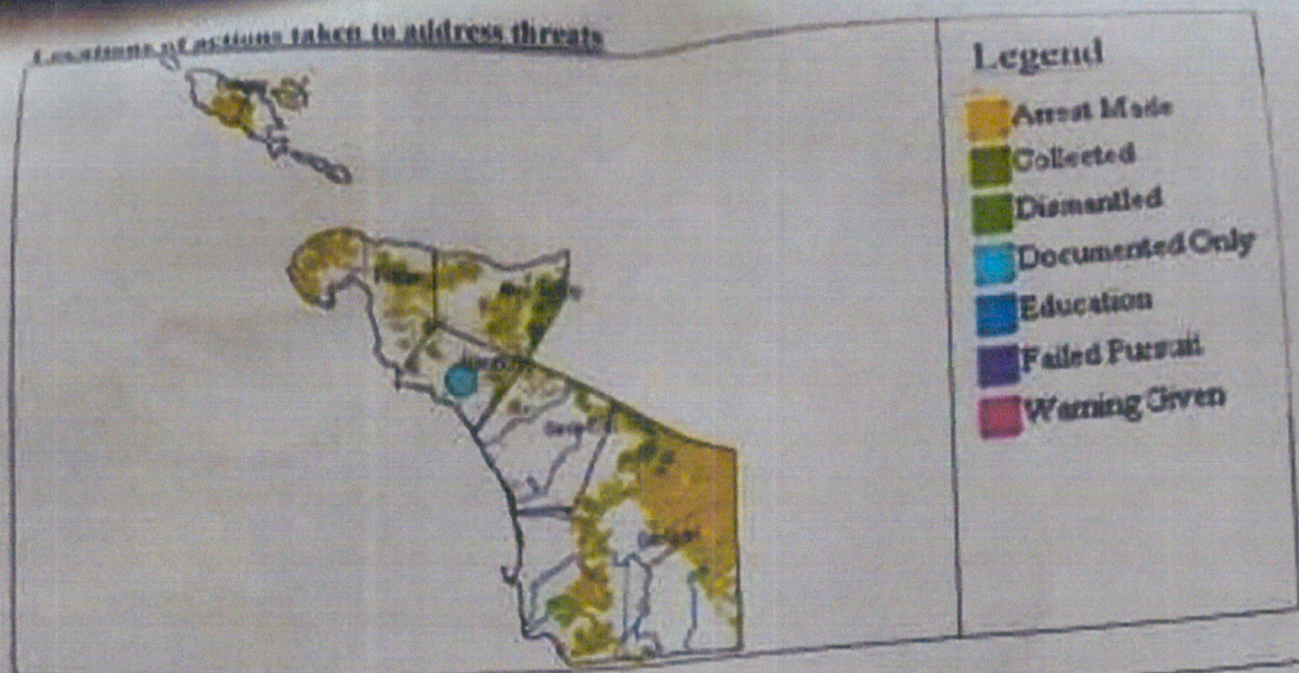 Locations of actions taken to address threats
Legend
Arrest Made
Collected
Dismantled
Documented Only
Education
Failed Pursuit
Warning Given